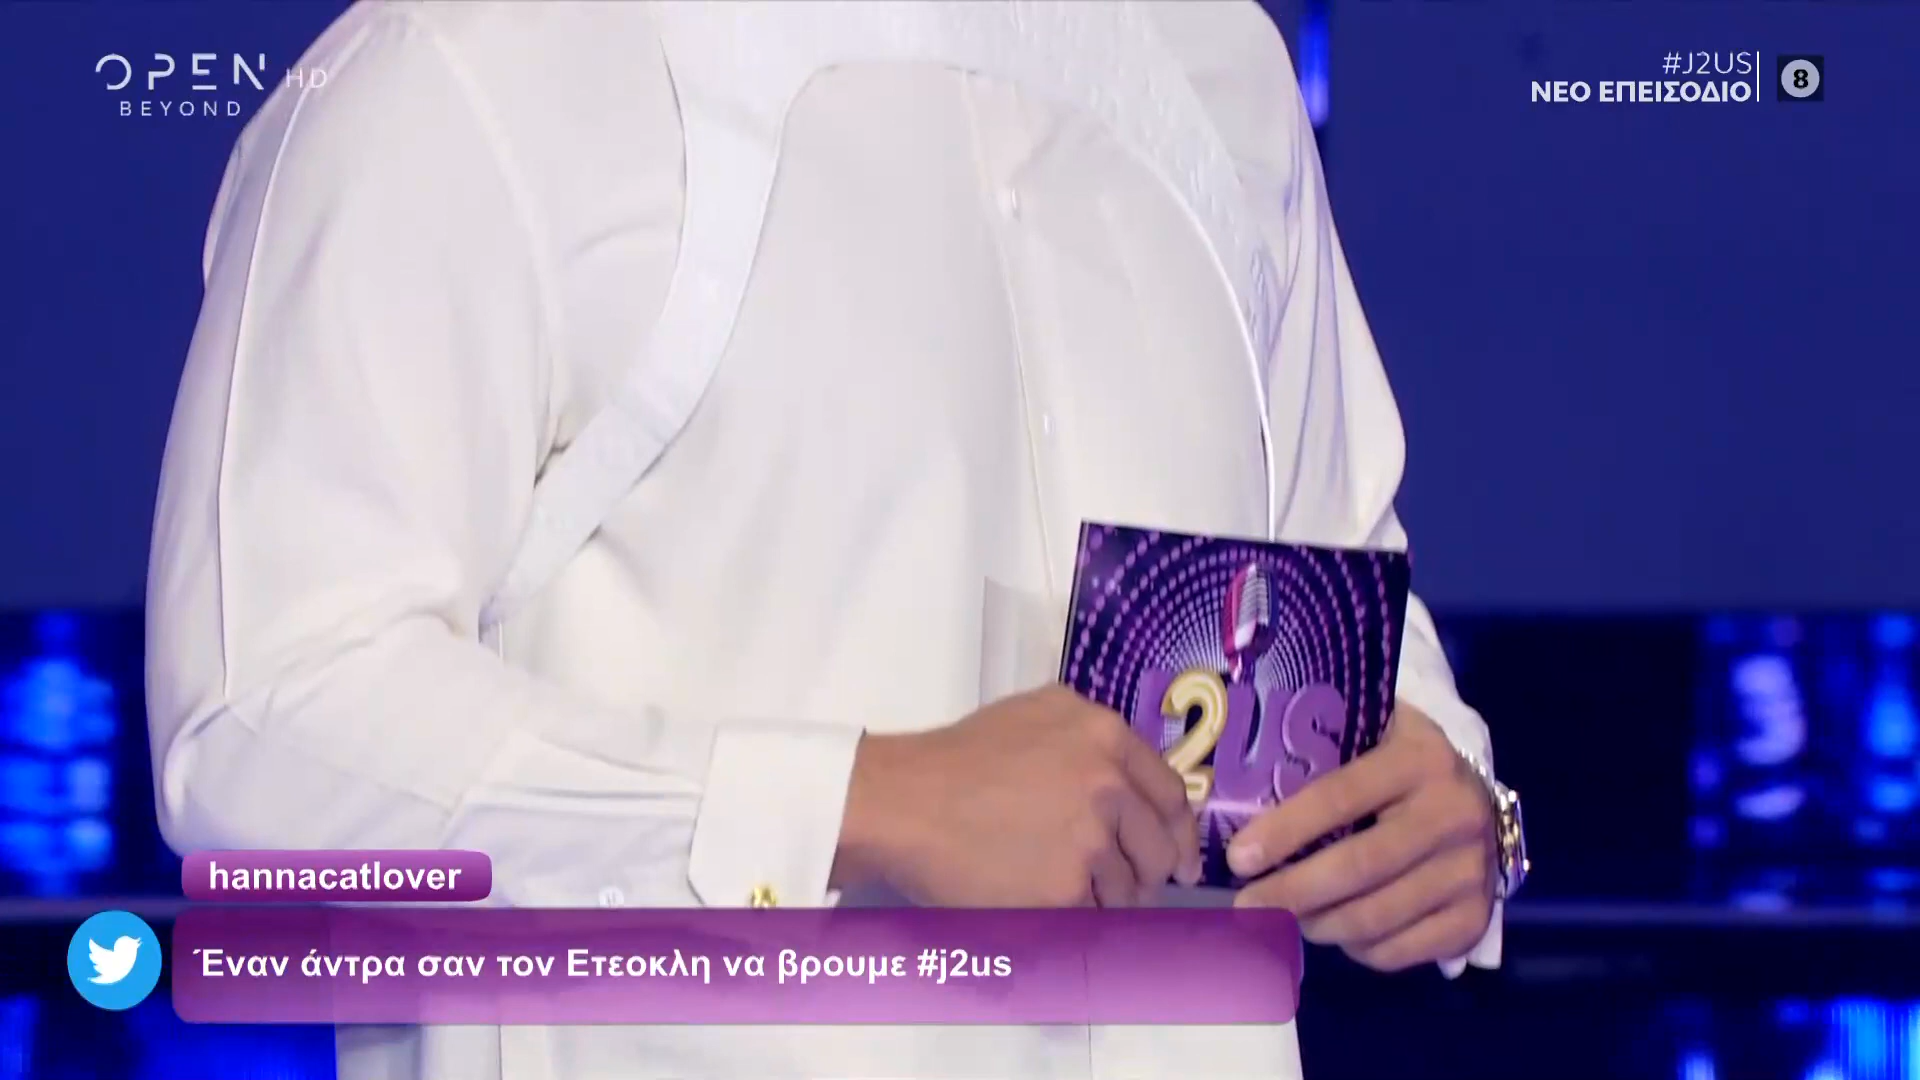 OPEN HD
BEYOND
#J2US
ΝΕΟ ΕΠΕΙΣΟΔΙΟ
8
J2US
hannacatlover
Έναν άντρα σαν τον Ετεοκλη να βρουμε #j2us